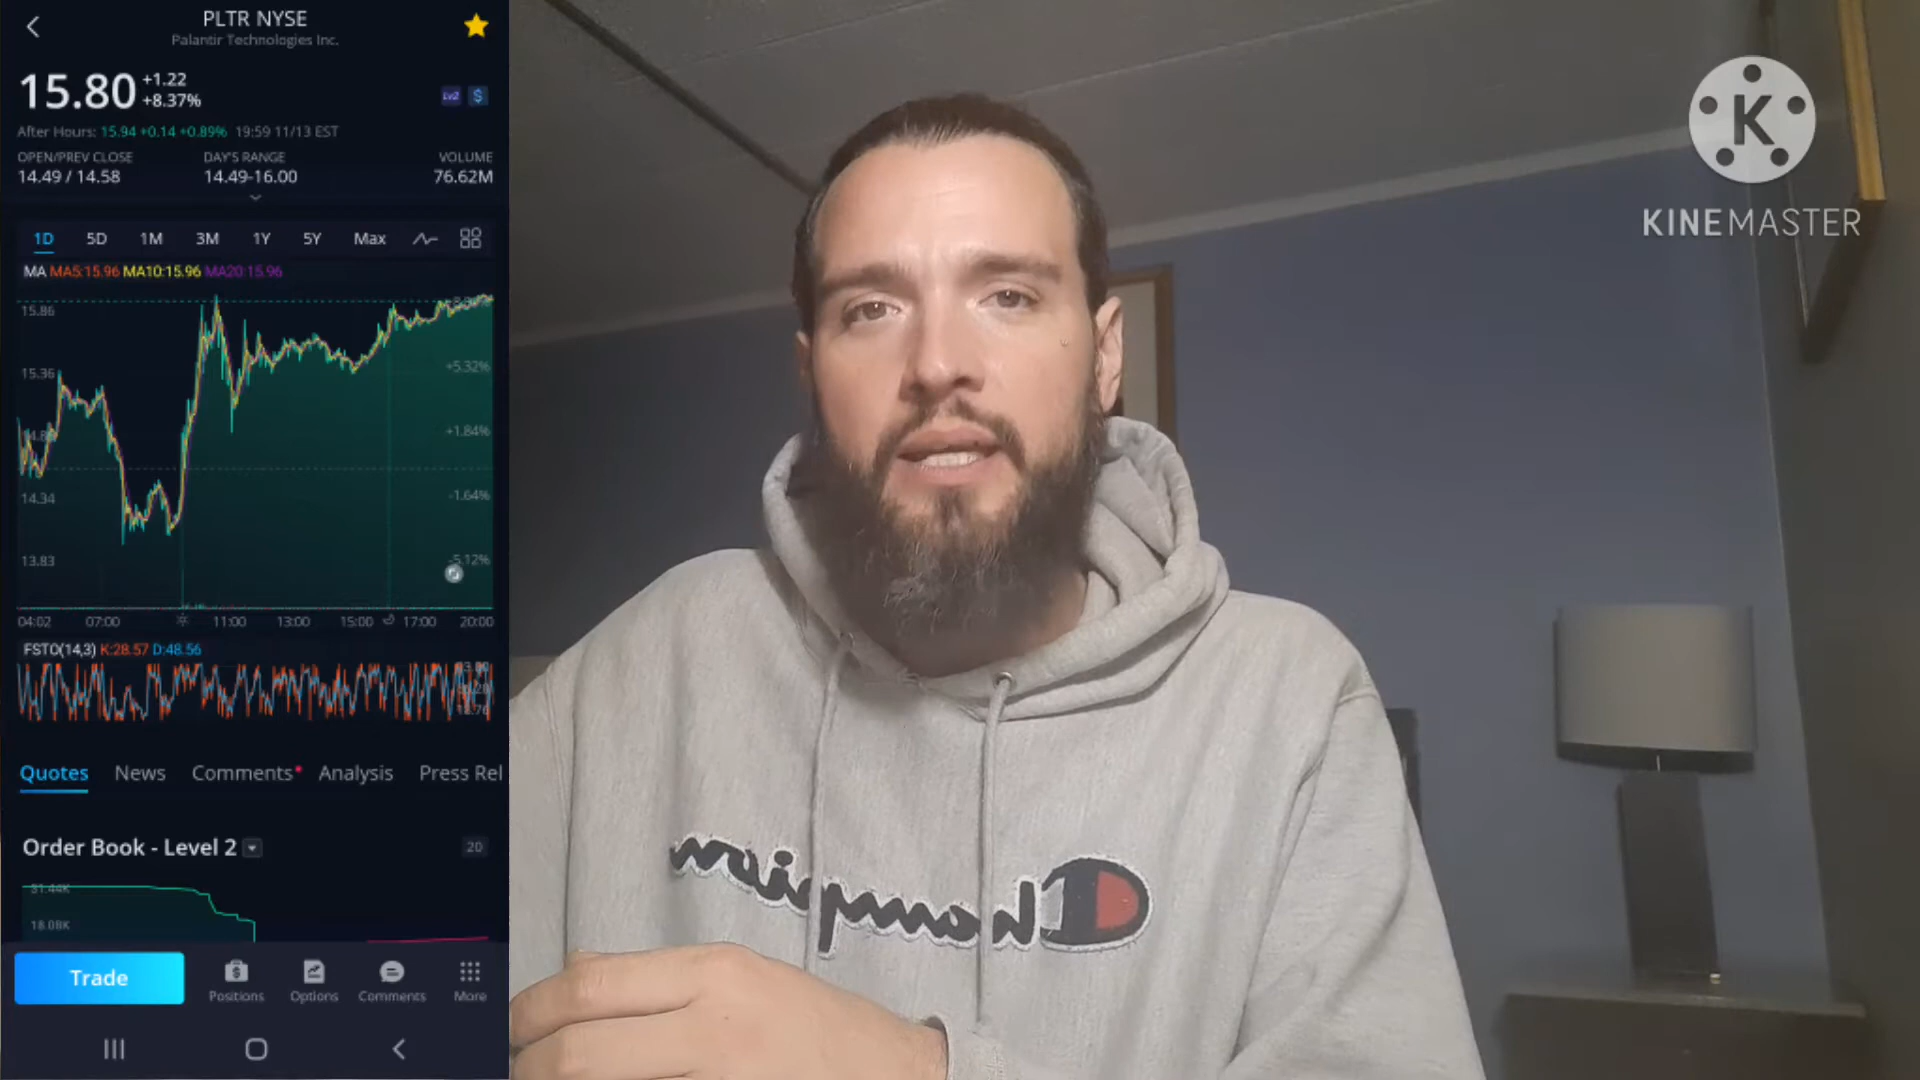 PLTR NYSE
Palantir Technologies Inc.
15.80
+1.22
+8.37%
Lv2 $
After Hours: 15.94 +0.14 +0.89% 19:59 11/13 EST
OPEN/PREV CLOSE DAY'S RANGE VOLUME
14.49 / 14.58 14.49-16.00 76.62M
1D 5D 1M 3M 1Y 5Y Max
MA MA5:15.96 MA10:15.96 MA20:15.96
15.86
15.36 +5.32%
+1.84%
14.34 -1.64%
13.83 -5.12%
04:02 07:00 11:00 13:00 15:00 17:00 20:00
FSTO(14,3) K:28.57 D:48.56
Quotes News Comments Analysis Press Rel
Order Book - Level 2 20
31.44K
18.08K
Trade Positions Options Comments More
K
KINEMASTER
Champion